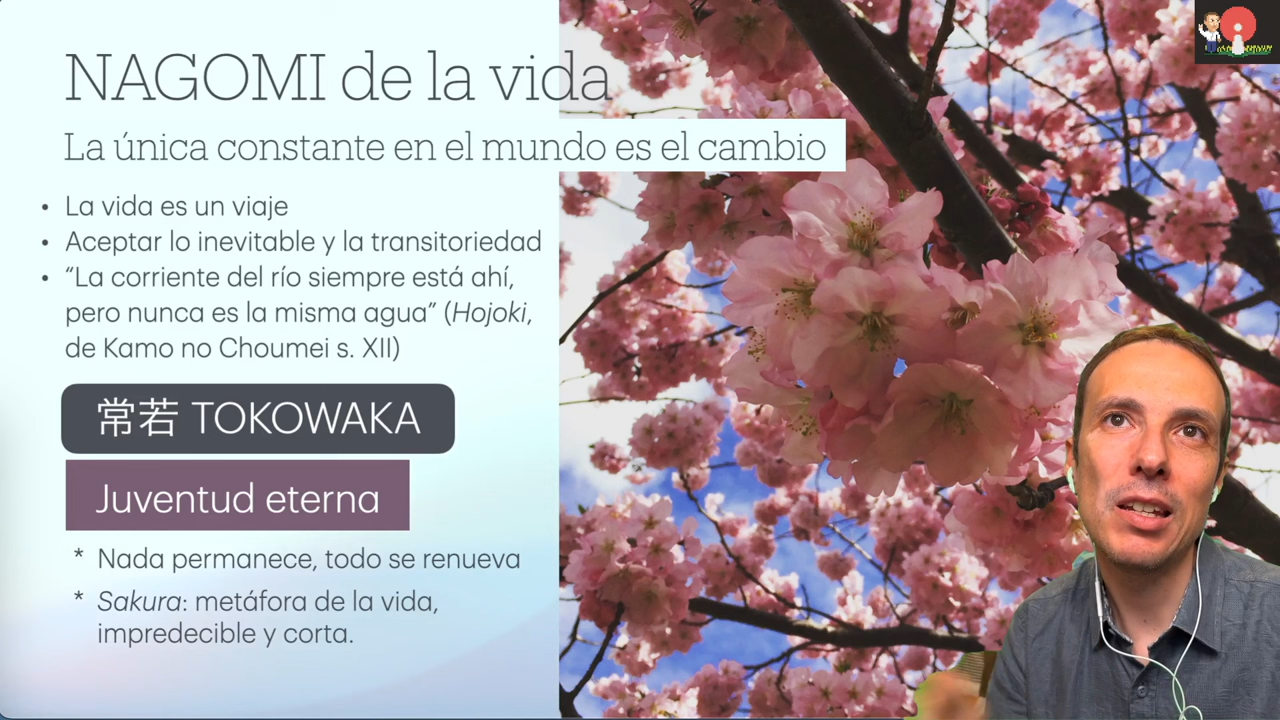 NAGOMI de la vida
La única constante en el mundo es el cambio
• La vida es un viaje
• Aceptar lo inevitable y la transitoriedad
• “La corriente del río siempre está ahí,
pero nunca es la misma agua” (Hojoki,
de Kamo no Choumei s. XII)
常若 TOKOWAKA
Juventud eterna
* Nada permanece, todo se renueva
* Sakura: metáfora de la vida,
impredecible y corta.